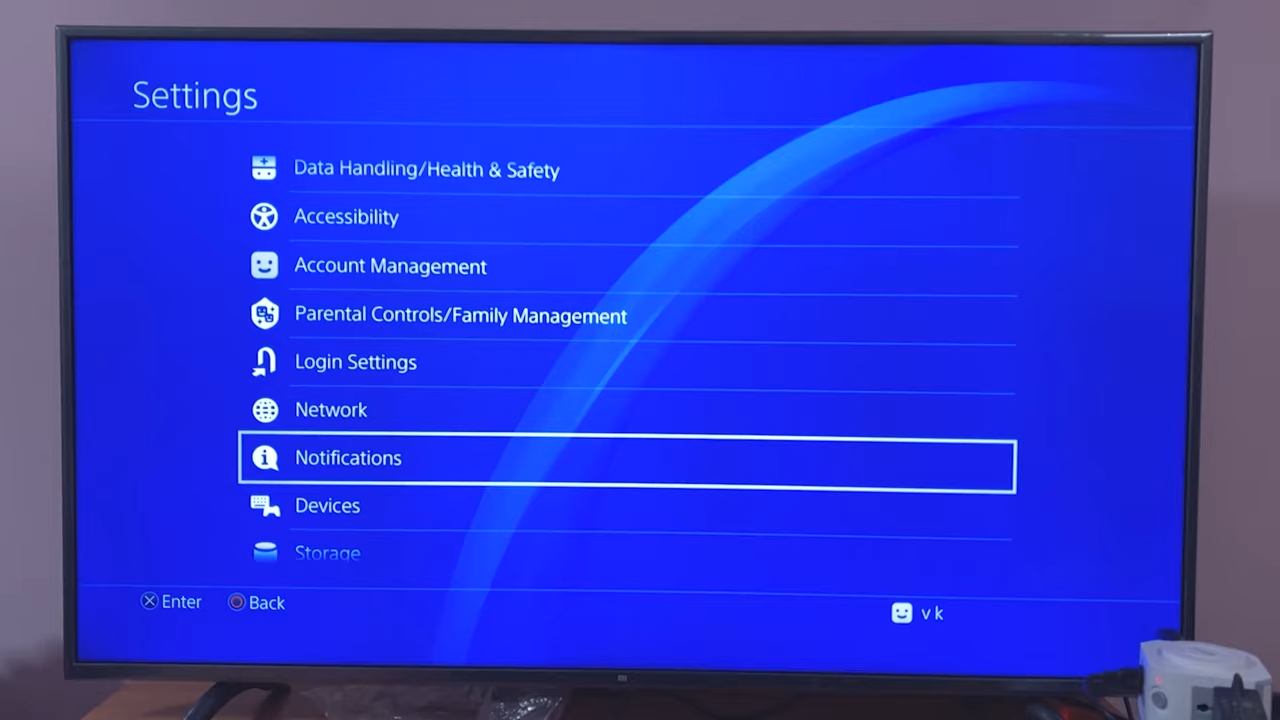 Settings
Data Handling/Health & Safety
Accessibility
Account Management
Parental Controls/Family Management
Login Settings
Network
Notifications
Devices
Storage
Enter Back
v k
mi